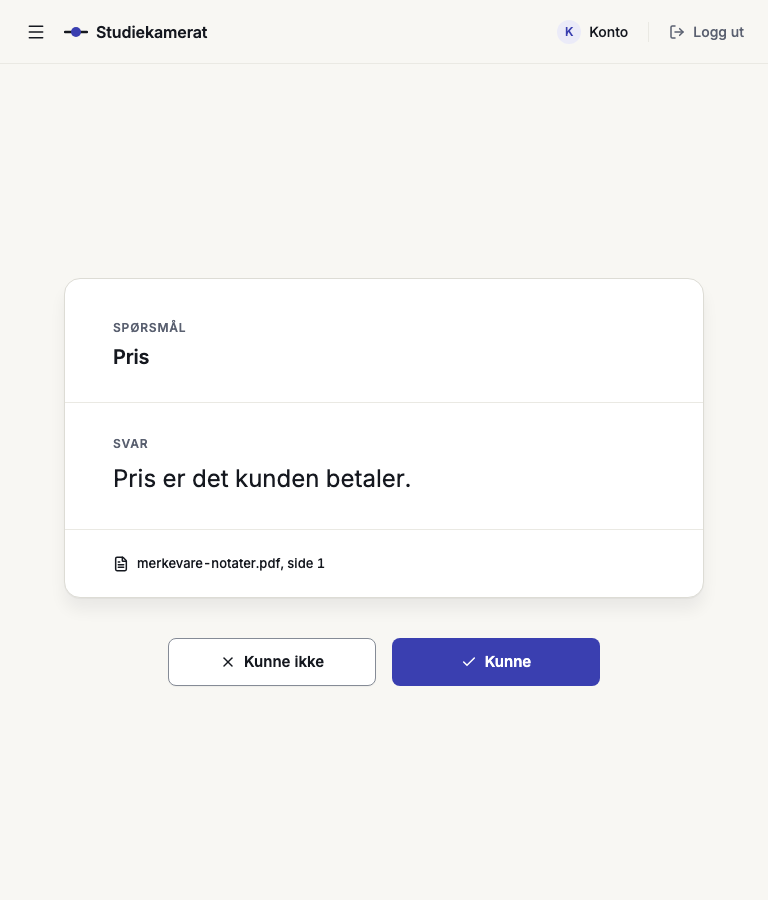 Studiekamerat
K Konto
Logg ut
SPØRSMÅL
Pris
SVAR
Pris er det kunden betaler.
merkevare-notater.pdf, side 1
Kunne ikke
Kunne